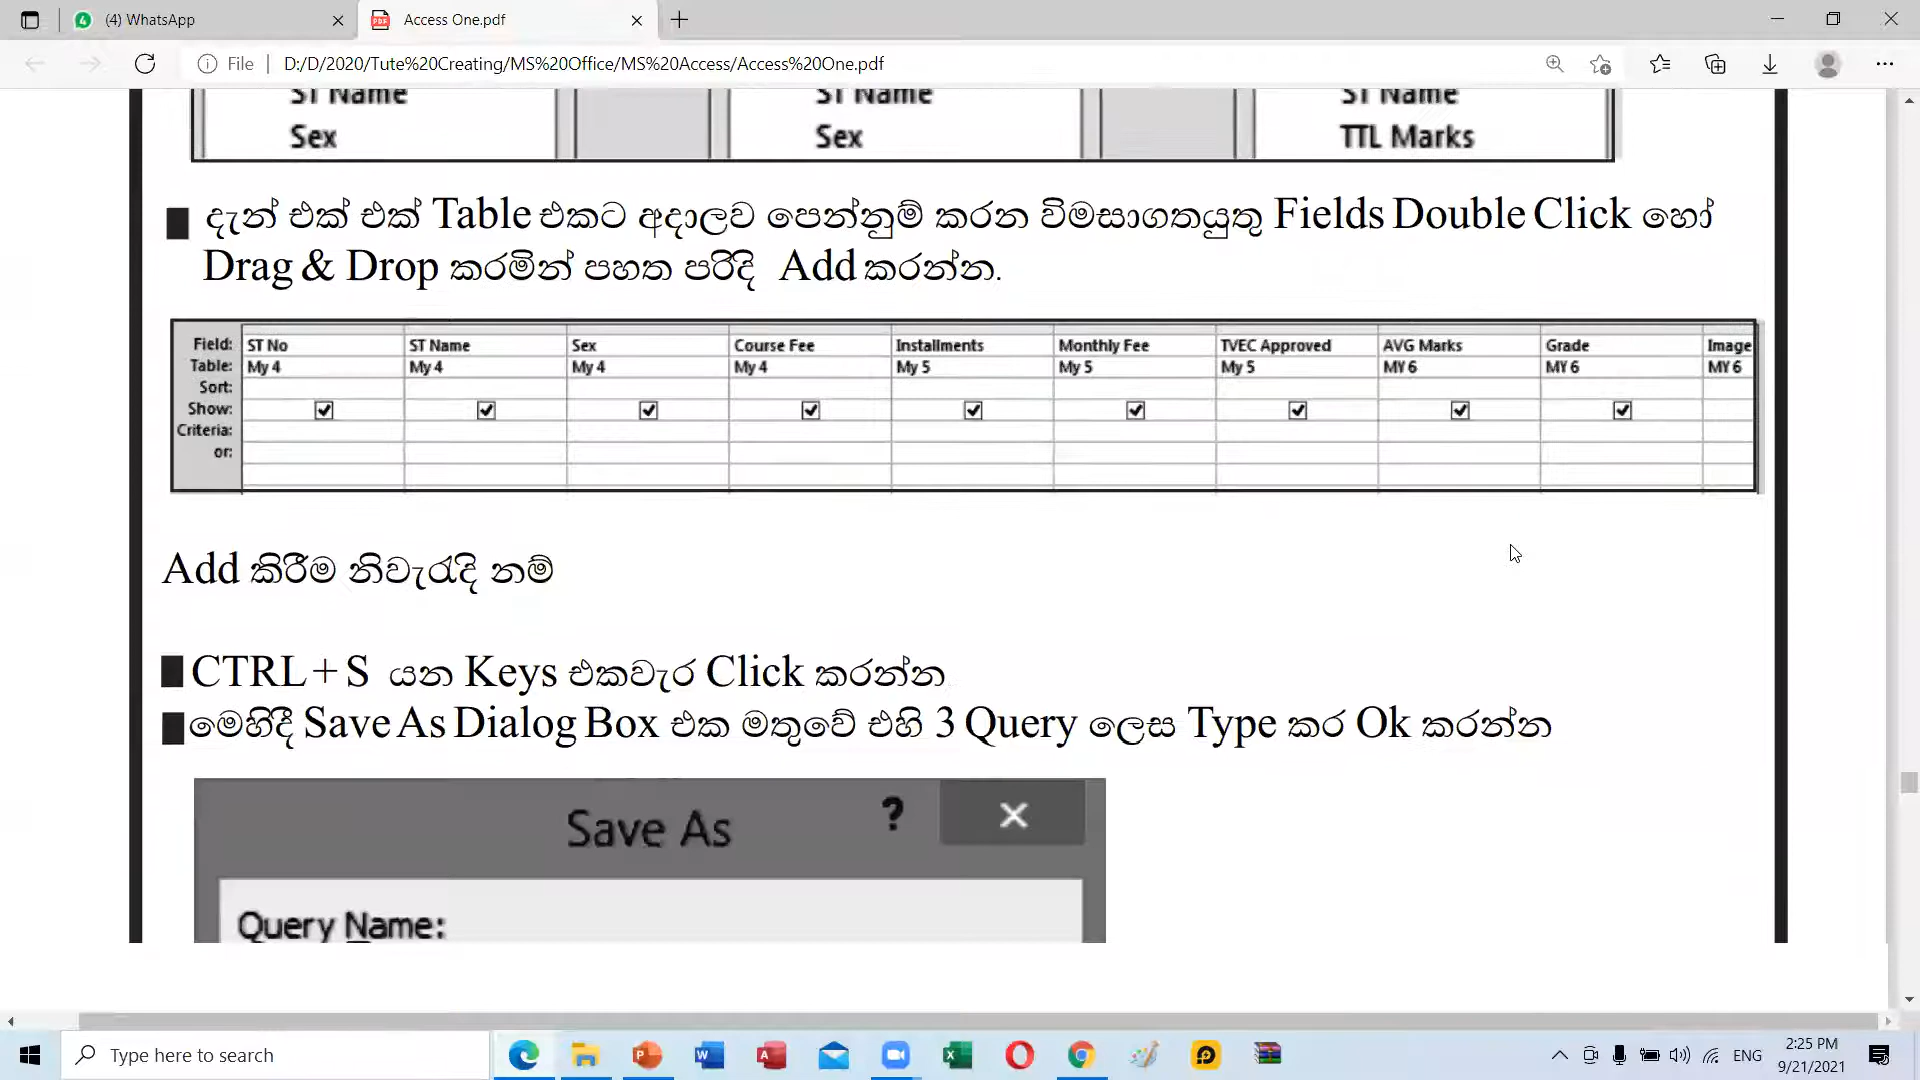 (4) WhatsApp
Access One.pdf
File
D:/D/2020/Tute%20Creating/MS%20Office/MS%20Access/Access%20One.pdf
ST Name ST Name ST Name
Sex Sex TTL Marks
දැන් එක් එක් Table එකට අදාලව පෙන්නුම් කරන විමසාගතයුතු Fields Double Click හෝ
Drag & Drop කරමින් පහත පරිදි Add කරන්න.
Field: ST No ST Name Sex Course Fee Installments Monthly Fee TVEC Approved AVG Marks Grade Image
Table: My 4 My 4 My 4 My 4 My 5 My 5 My 5 MY 6 MY 6 MY 6
Sort:
Show:
Criteria:
or:
Add කිරීම නිවැරැදි නම්
CTRL + S යන Keys එකවැර Click කරන්න
මෙහිදී Save As Dialog Box එක මතුවේ එහි 3 Query ලෙස Type කර Ok කරන්න
Save As ?
Query Name:
Type here to search
ENG
2:25 PM
9/21/2021